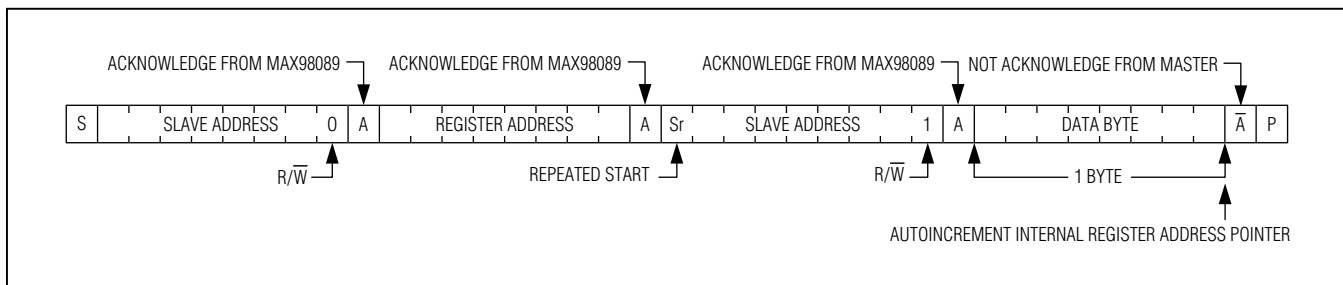 ACKNOWLEDGE FROM MAX98089 ACKNOWLEDGE FROM MAX98089 ACKNOWLEDGE FROM MAX98089 NOT ACKNOWLEDGE FROM MASTER
S SLAVE ADDRESS 0 A REGISTER ADDRESS A Sr SLAVE ADDRESS 1 A DATA BYTE A̅ P
R/W̅ REPEATED START R/W̅ 1 BYTE
AUTOINCREMENT INTERNAL REGISTER ADDRESS POINTER